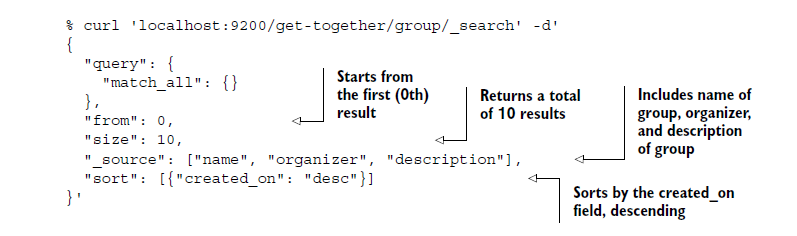 % curl 'localhost:9200/get-together/group/_search' -d'
{
  "query": {
    "match_all": {}
  },
  "from": 0,
  "size": 10,
  "_source": ["name", "organizer", "description"],
  "sort": [{"created_on": "desc"}]
}'
Starts from
the first (0th)
result
Returns a total
of 10 results
Includes name of
group, organizer,
and description
of group
Sorts by the created_on
field, descending